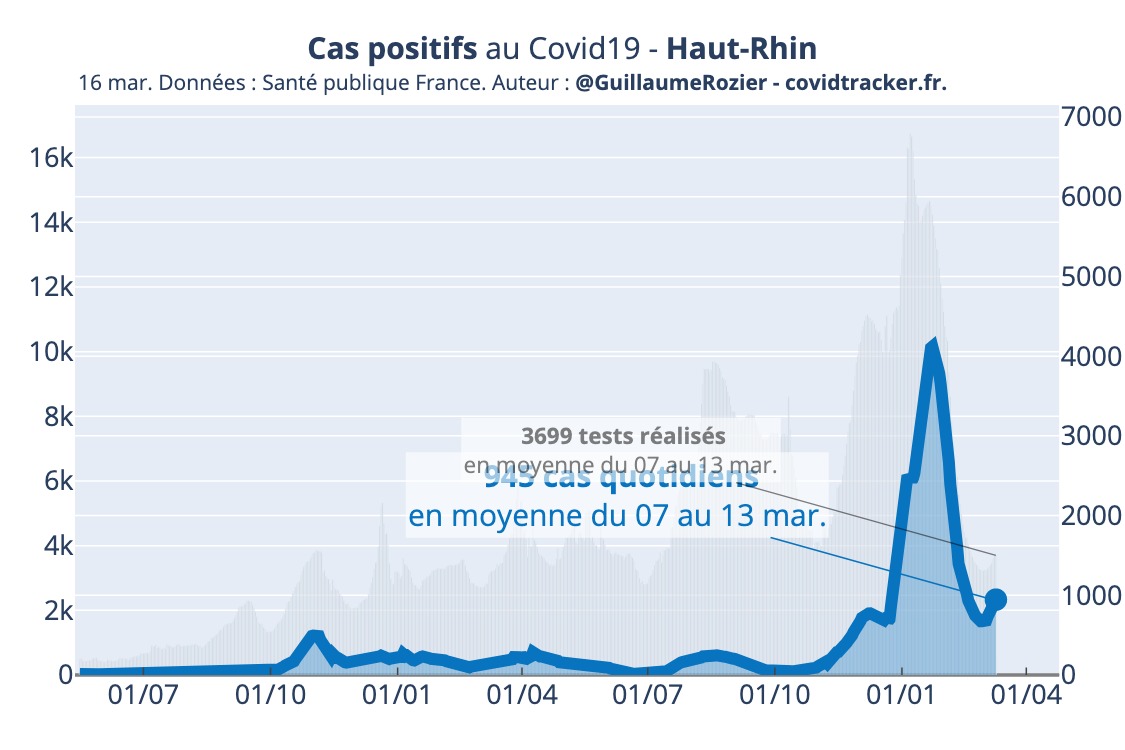 Cas positifs au Covid19 - Haut-Rhin
16 mar. Données : Santé publique France. Auteur : @GuillaumeRozier - covidtracker.fr.
7000
16k
6000
14k
5000
12k
10k
4000
8k
3000
3699 tests réalisés
en moyenne du 07 au 13 mar.
6k
945 cas quotidiens
en moyenne du 07 au 13 mar.
2000
4k
1000
2k
0
0
01/07
01/10
01/01
01/04
01/07
01/10
01/01
01/04